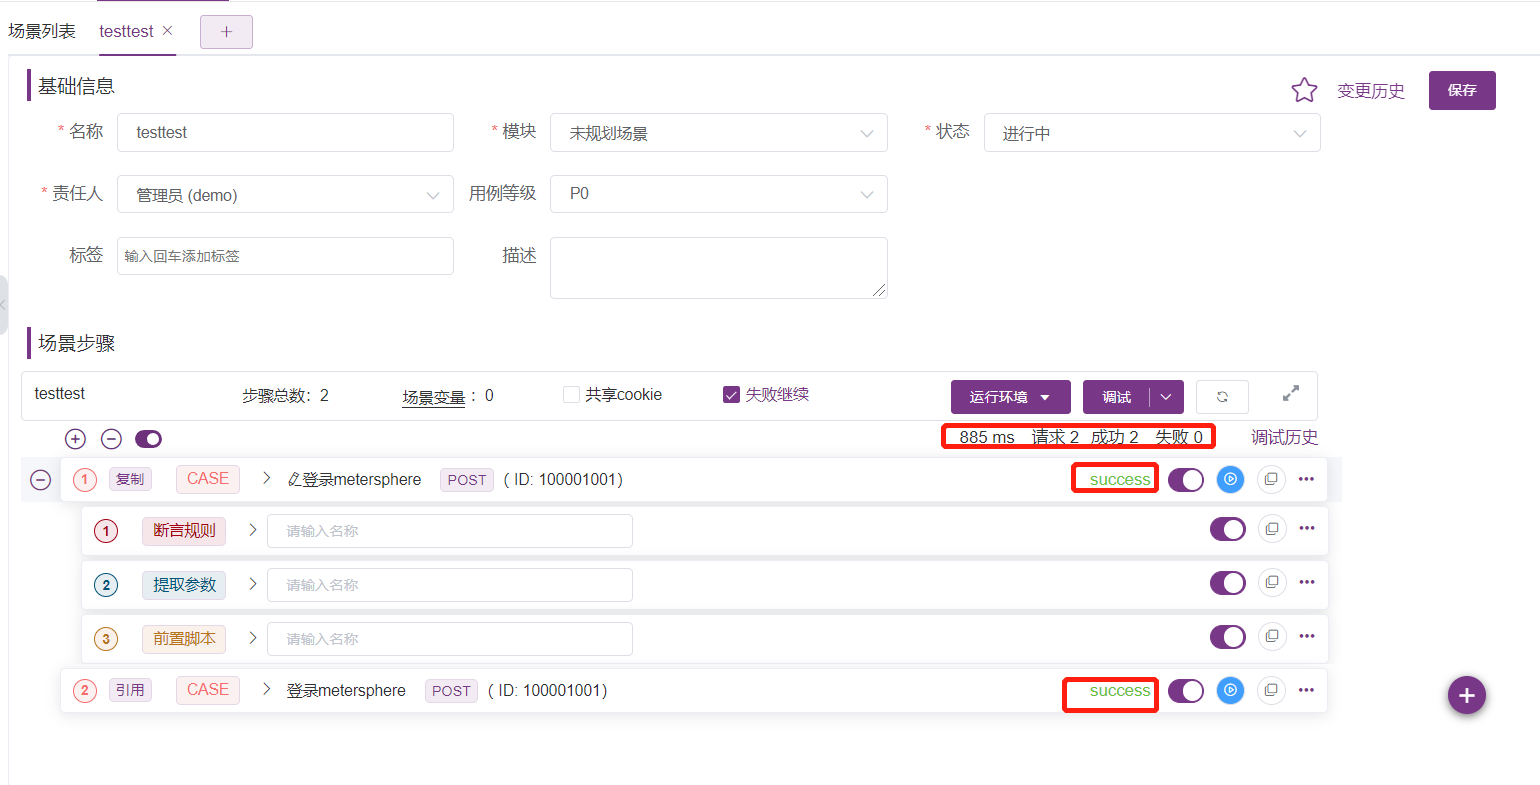 场景列表 testtest × +
基础信息 变更历史 保存
* 名称 testtest * 模块 未规划场景 * 状态 进行中
* 责任人 管理员 (demo) 用例等级 P0
标签 输入回车添加标签 描述
场景步骤
testtest 步骤总数：2 场景变量：0 共享cookie 失败继续 运行环境 调试
885 ms 请求 2 成功 2 失败 0 调试历史
1 复制 CASE 登录metersphere POST ( ID: 100001001) success
1 断言规则 请输入名称
2 提取参数 请输入名称
3 前置脚本 请输入名称
2 引用 CASE 登录metersphere POST ( ID: 100001001) success